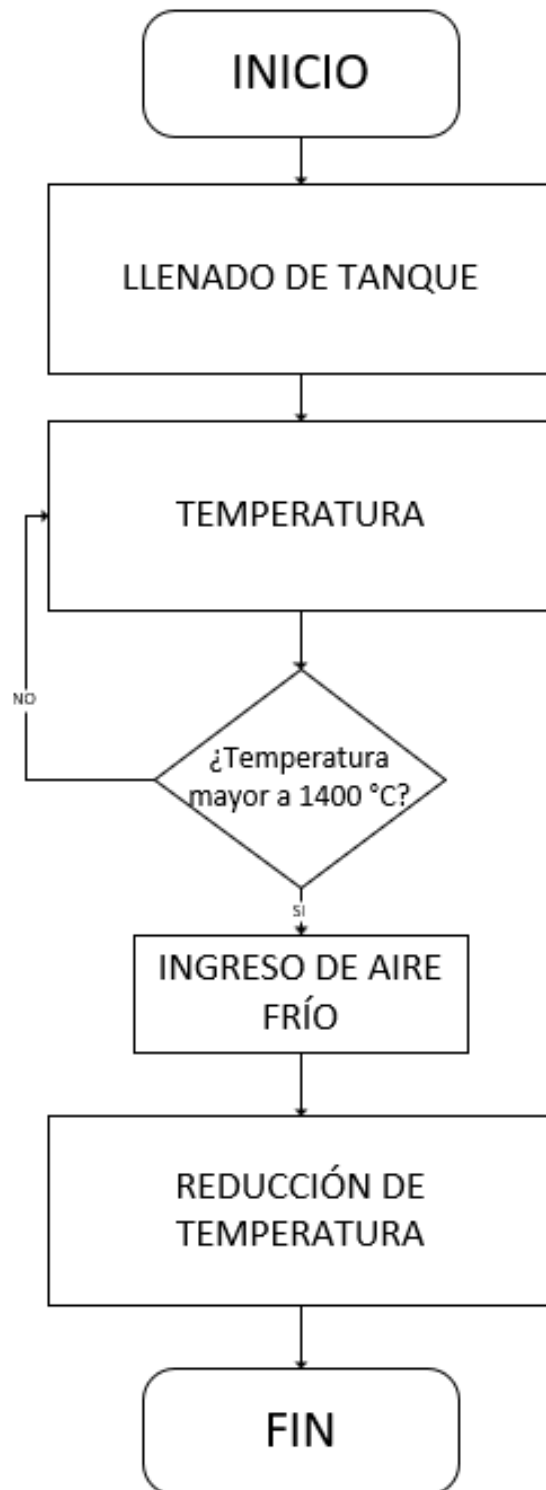 INICIO
LLENADO DE TANQUE
TEMPERATURA
NO
¿Temperatura
mayor a 1400 °C?
SI
INGRESO DE AIRE
FRÍO
REDUCCIÓN DE
TEMPERATURA
FIN